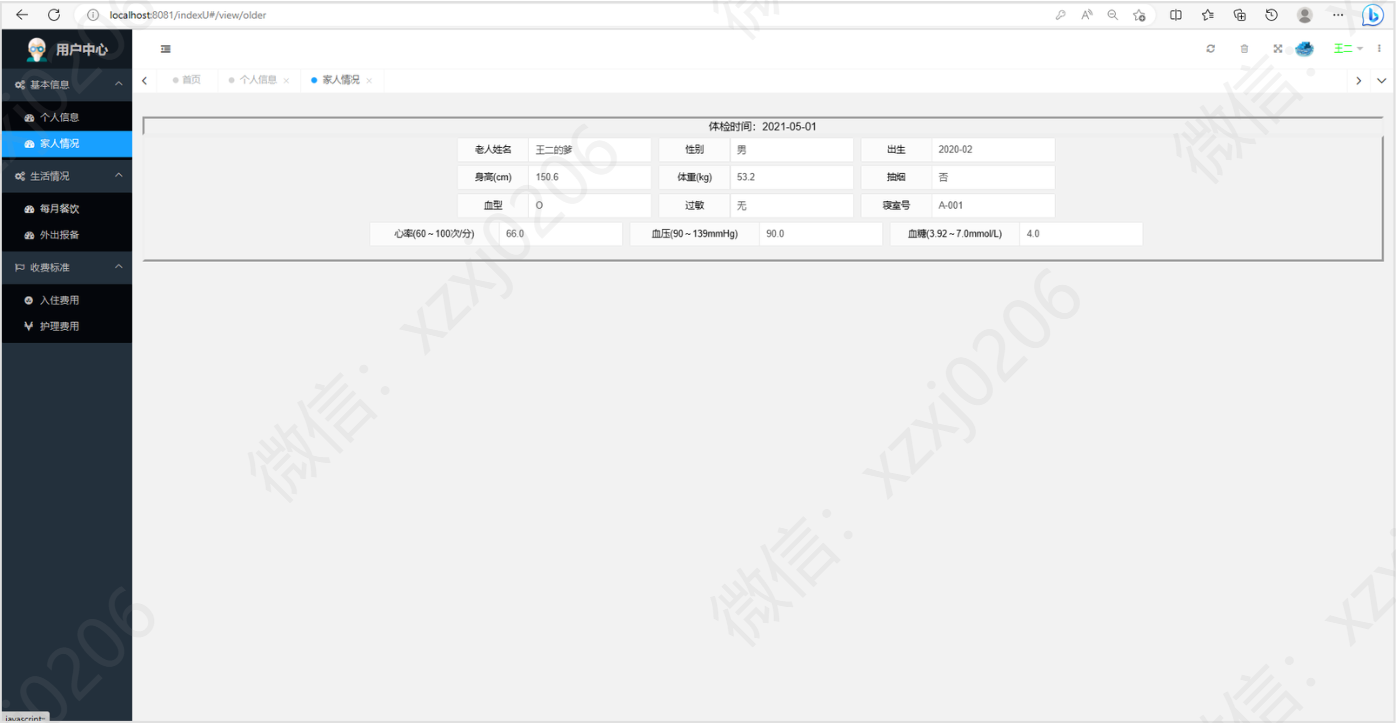 localhost:8081/indexU#/view/older
用户中心
王二
基本信息
首页
个人信息
家人情况
个人信息
家人情况
生活情况
每月餐饮
外出报备
收费标准
入住费用
护理费用
体检时间：2021-05-01
老人姓名 王二的爹 性别 男 出生 2020-02
身高(cm) 150.6 体重(kg) 53.2 抽烟 否
血型 O 过敏 无 寝室号 A-001
心率(60～100次/分) 66.0 血压(90～139mmHg) 90.0 血糖(3.92～7.0mmol/L) 4.0
微信：xzxj0206
微信：xzxj0206
javascript:;